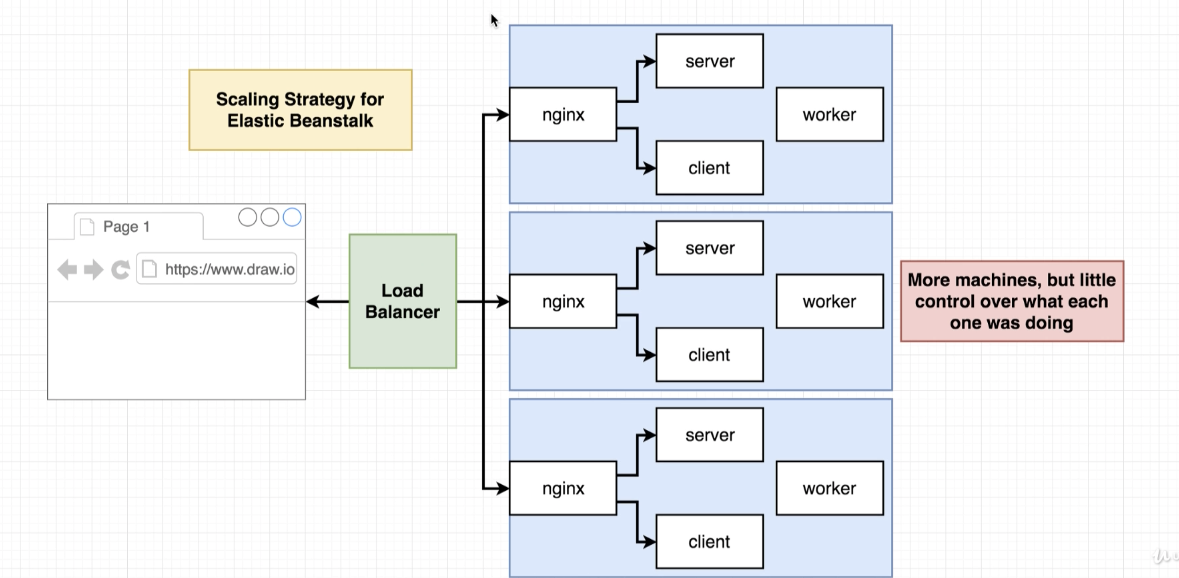 Scaling Strategy for
Elastic Beanstalk
Page 1
https://www.draw.io
Load
Balancer
nginx
server
client
worker
nginx
server
client
worker
nginx
server
client
worker
More machines, but little
control over what each
one was doing